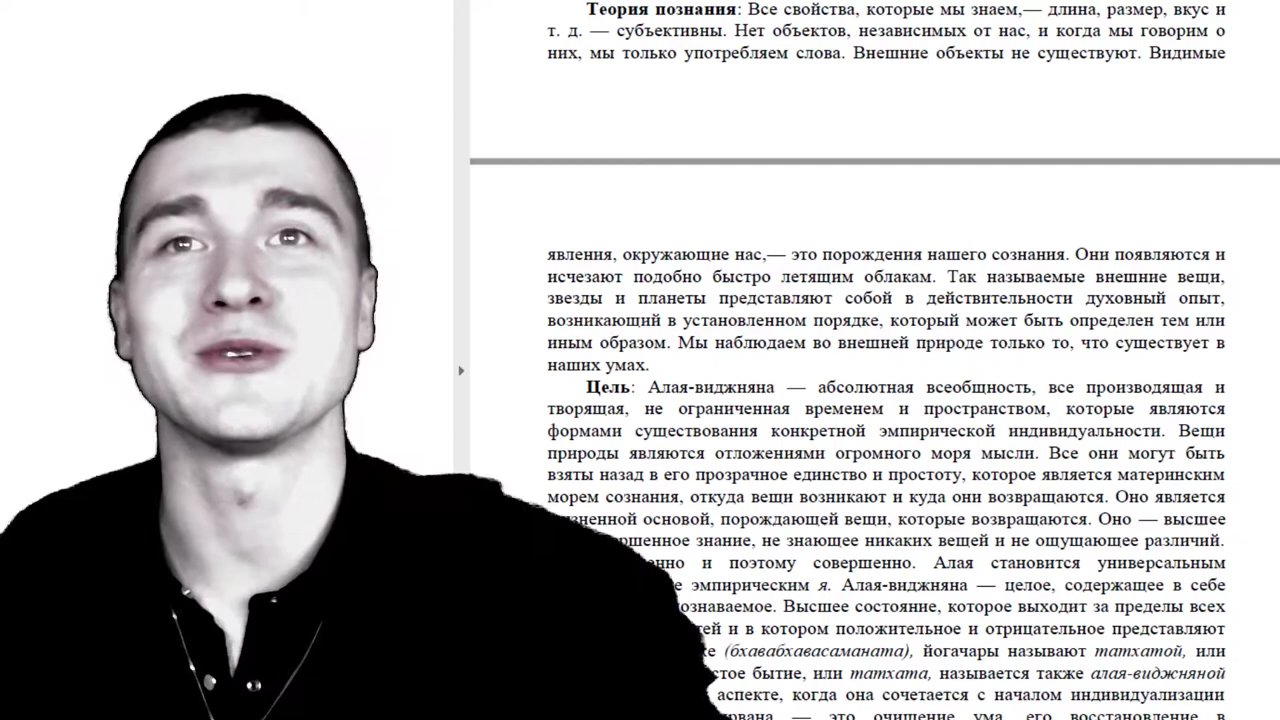 Теория познания: Все свойства, которые мы знаем,— длина, размер, вкус и
т. д. — субъективны. Нет объектов, независимых от нас, и когда мы говорим о
них, мы только употребляем слова. Внешние объекты не существуют. Видимые
явления, окружающие нас,— это порождения нашего сознания. Они появляются и
исчезают подобно быстро летящим облакам. Так называемые внешние вещи,
звезды и планеты представляют собой в действительности духовный опыт,
возникающий в установленном порядке, который может быть определен тем или
иным образом. Мы наблюдаем во внешней природе только то, что существует в
наших умах.
Цель: Алая-виджняна — абсолютная всеобщность, все производящая и
творящая, не ограниченная временем и пространством, которые являются
формами существования конкретной эмпирической индивидуальности. Вещи
природы являются отложениями огромного моря мысли. Все они могут быть
взяты назад в его прозрачное единство и простоту, которое является материнским
морем сознания, откуда вещи возникают и куда они возвращаются. Оно является
основой, порождающей вещи, которые возвращаются. Оно — высшее
знание, не знающее никаких вещей и не ощущающее различий.
и поэтому совершенно. Алая становится универсальным
эмпирическим я. Алая-виджняна — целое, содержащее в себе
Высшее состояние, которое выходит за пределы всех
и в котором положительное и отрицательное представляют
(бхавабхавасаманата), йогачары называют татхатой, или
бытие, или татхата, называется также алая-виджняной
аспекте, когда она сочетается с началом индивидуализации
— это очищение ума, его восстановление в